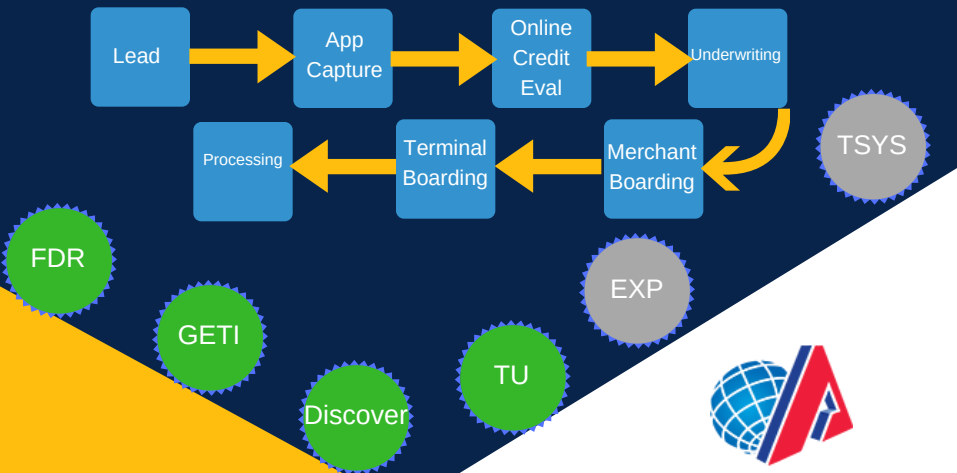 Lead
App
Capture
Online
Credit
Eval
Underwriting
Processing
Terminal
Boarding
Merchant
Boarding
TSYS
FDR
GETI
Discover
TU
EXP